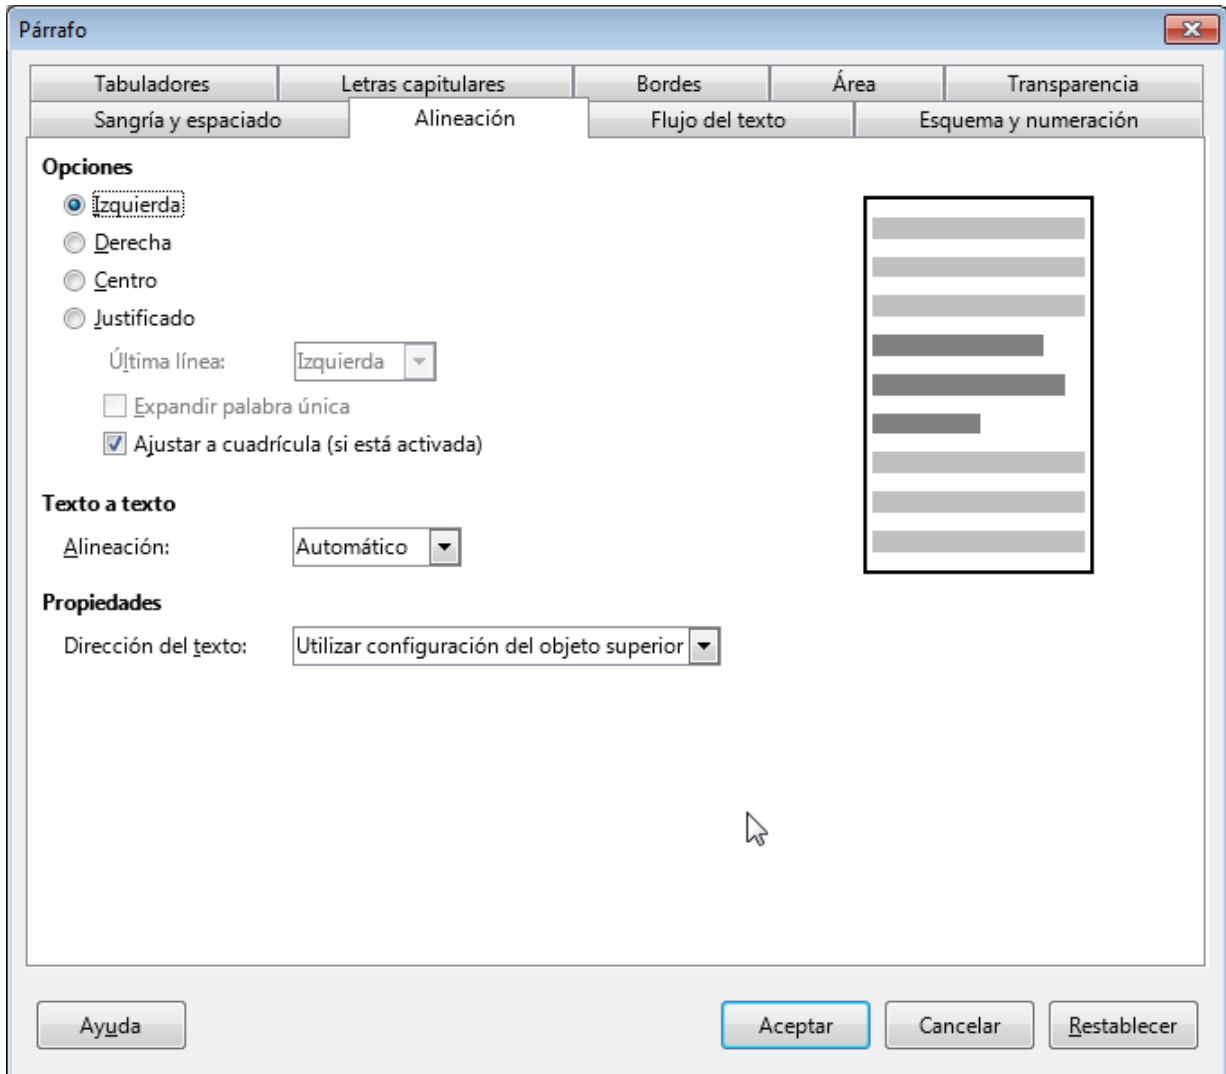 Párrafo
Tabuladores Letras capitulares Bordes Área Transparencia
Sangría y espaciado Alineación Flujo del texto Esquema y numeración
Opciones
Izquierda
Derecha
Centro
Justificado
Última línea: Izquierda
Expandir palabra única
Ajustar a cuadrícula (si está activada)
Texto a texto
Alineación: Automático
Propiedades
Dirección del texto: Utilizar configuración del objeto superior
Ayuda Aceptar Cancelar Restablecer